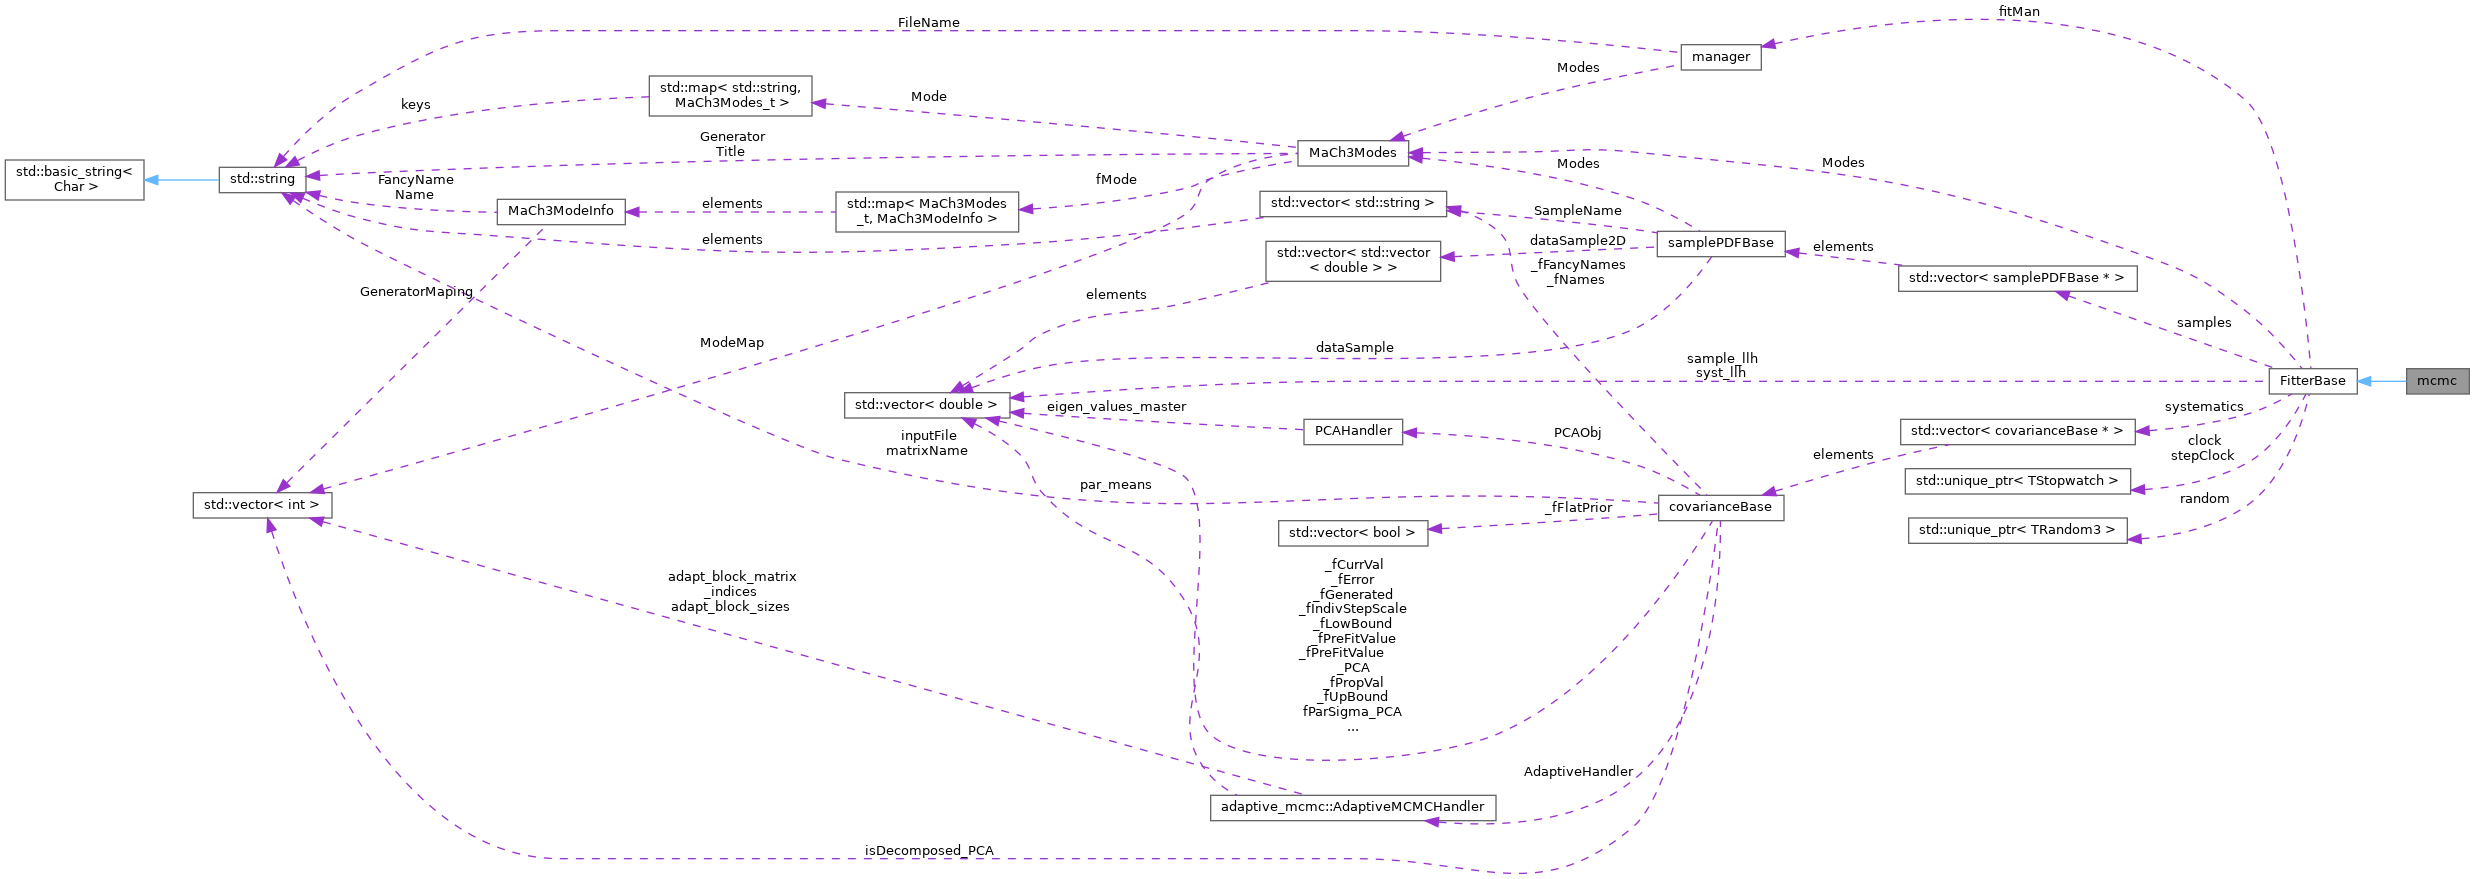 fitMan
FileName
manager
Modes
std::map< std::string,
MaCh3Modes_t >
Mode
keys
Generator
Title
MaCh3Modes
Modes
Modes
std::basic_string<
Char >
std::string
FancyName
Name
fMode
MaCh3ModeInfo
elements
std::map< MaCh3Modes
_t, MaCh3ModeInfo >
std::vector< std::string >
SampleName
elements
dataSample2D
samplePDFBase
elements
std::vector< std::vector
< double > >
_fFancyNames
_fNames
std::vector< samplePDFBase * >
GeneratorMaping
elements
samples
ModeMap
dataSample
sample_llh
syst_llh
FitterBase
mcmc
std::vector< double >
eigen_values_master
systematics
inputFile
matrixName
PCAHandler
PCAObj
std::vector< covarianceBase * >
clock
stepClock
elements
std::unique_ptr< TStopwatch >
par_means
random
std::vector< int >
_fFlatPrior
covarianceBase
std::vector< bool >
std::unique_ptr< TRandom3 >
_fCurrVal
_fError
_fGenerated
_fIndivStepScale
_fLowBound
_fPreFitValue
_fPreFitValue
_PCA
_fPropVal
_fUpBound
fParSigma_PCA
...
adapt_block_matrix
_indices
adapt_block_sizes
AdaptiveHandler
adaptive_mcmc::AdaptiveMCMCHandler
isDecomposed_PCA